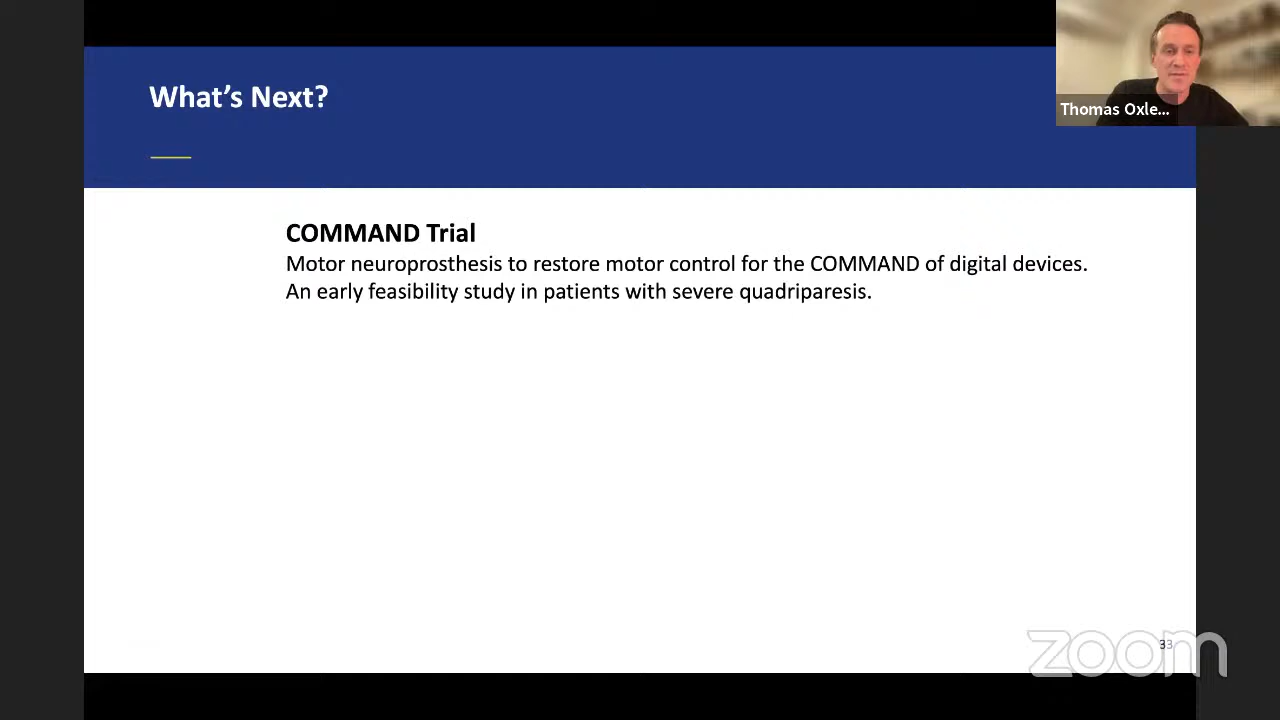 What's Next?
Thomas Oxle...
COMMAND Trial
Motor neuroprosthesis to restore motor control for the COMMAND of digital devices.
An early feasibility study in patients with severe quadriparesis.
33
zoom